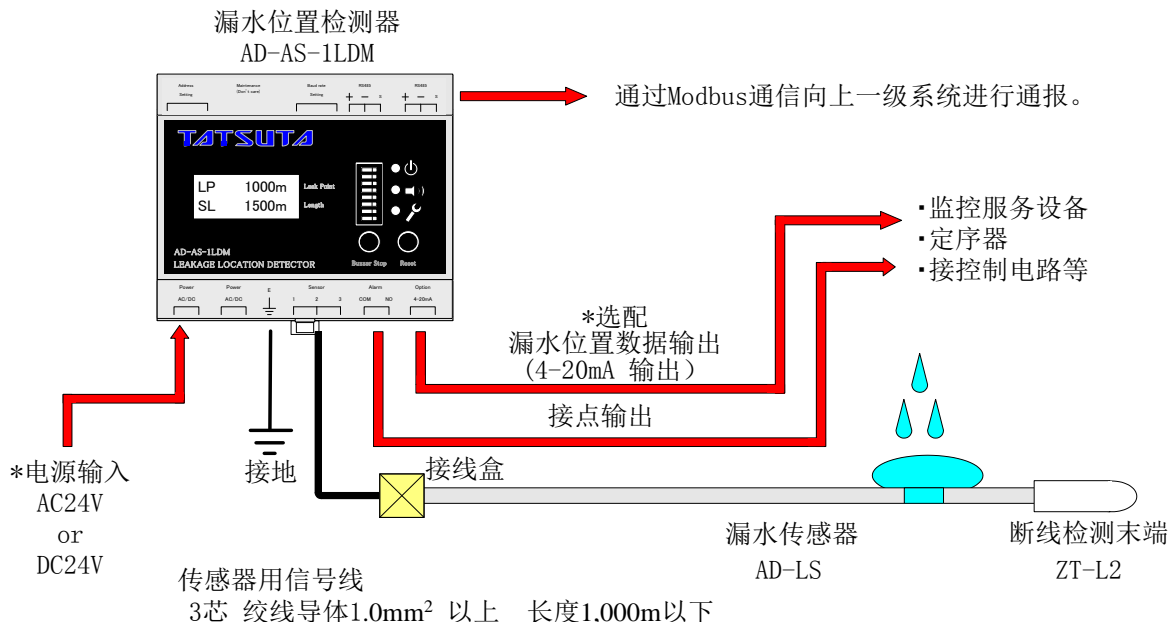 漏水位置检测器
AD-AS-1LDM
Address
Setting
Maintenance
(Don't care)
Baud rate
Setting
RS485
+ − S
RS485
+ − S
通过Modbus通信向上一级系统进行通报。
TATSUTA
LP 1000m Leak Point
SL 1500m Length
AD-AS-1LDM
LEAKAGE LOCATION DETECTOR
Buzzer Stop Reset
Power
AC/DC
Power
AC/DC
E
Sensor
1 2 3
Alarm
COM NO
Option
4-20mA
・监控服务设备
・定序器
・接控制电路等
*选配
漏水位置数据输出
(4-20mA 输出)
接点输出
*电源输入
AC24V
or
DC24V
接地
接线盒
漏水传感器
AD-LS
断线检测末端
ZT-L2
传感器用信号线
3芯 绞线导体1.0mm² 以上 长度1,000m以下